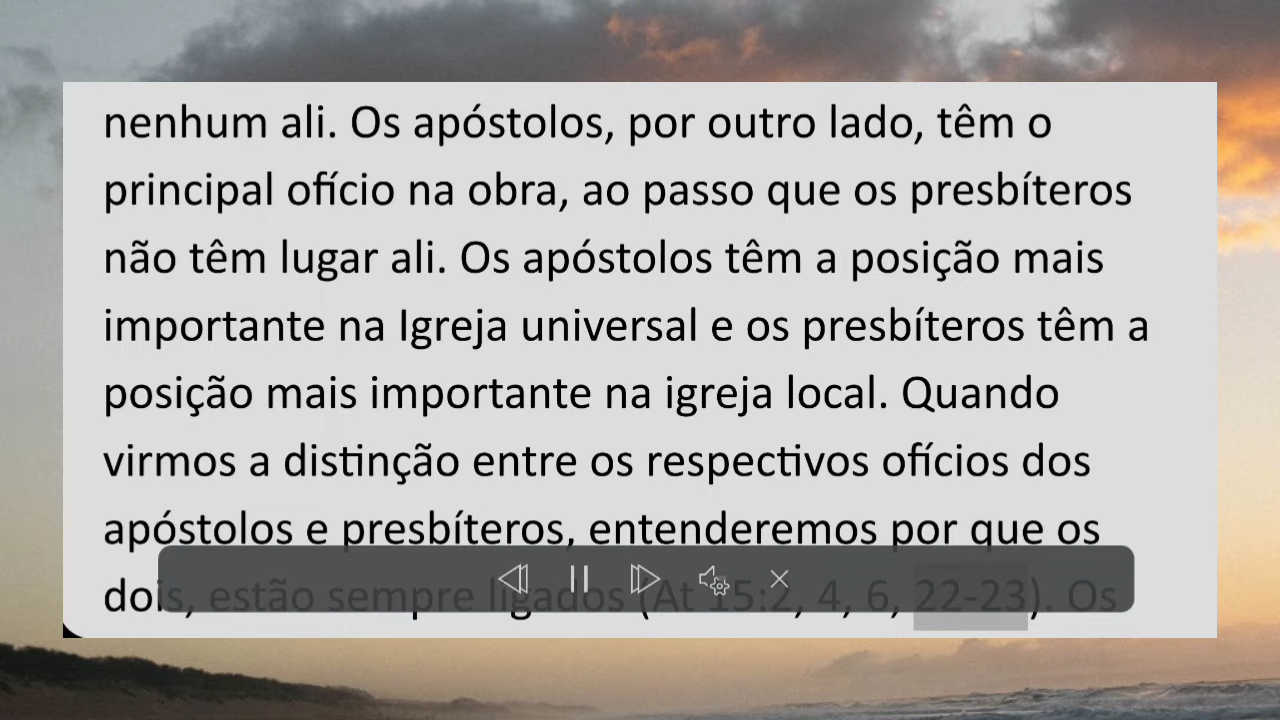 nenhum ali. Os apóstolos, por outro lado, têm o
principal ofício na obra, ao passo que os presbíteros
não têm lugar ali. Os apóstolos têm a posição mais
importante na Igreja universal e os presbíteros têm a
posição mais importante na igreja local. Quando
virmos a distinção entre os respectivos ofícios dos
apóstolos e presbíteros, entenderemos por que os
dois, estão sempre ligados (At 15:2, 4, 6, 22-23). Os